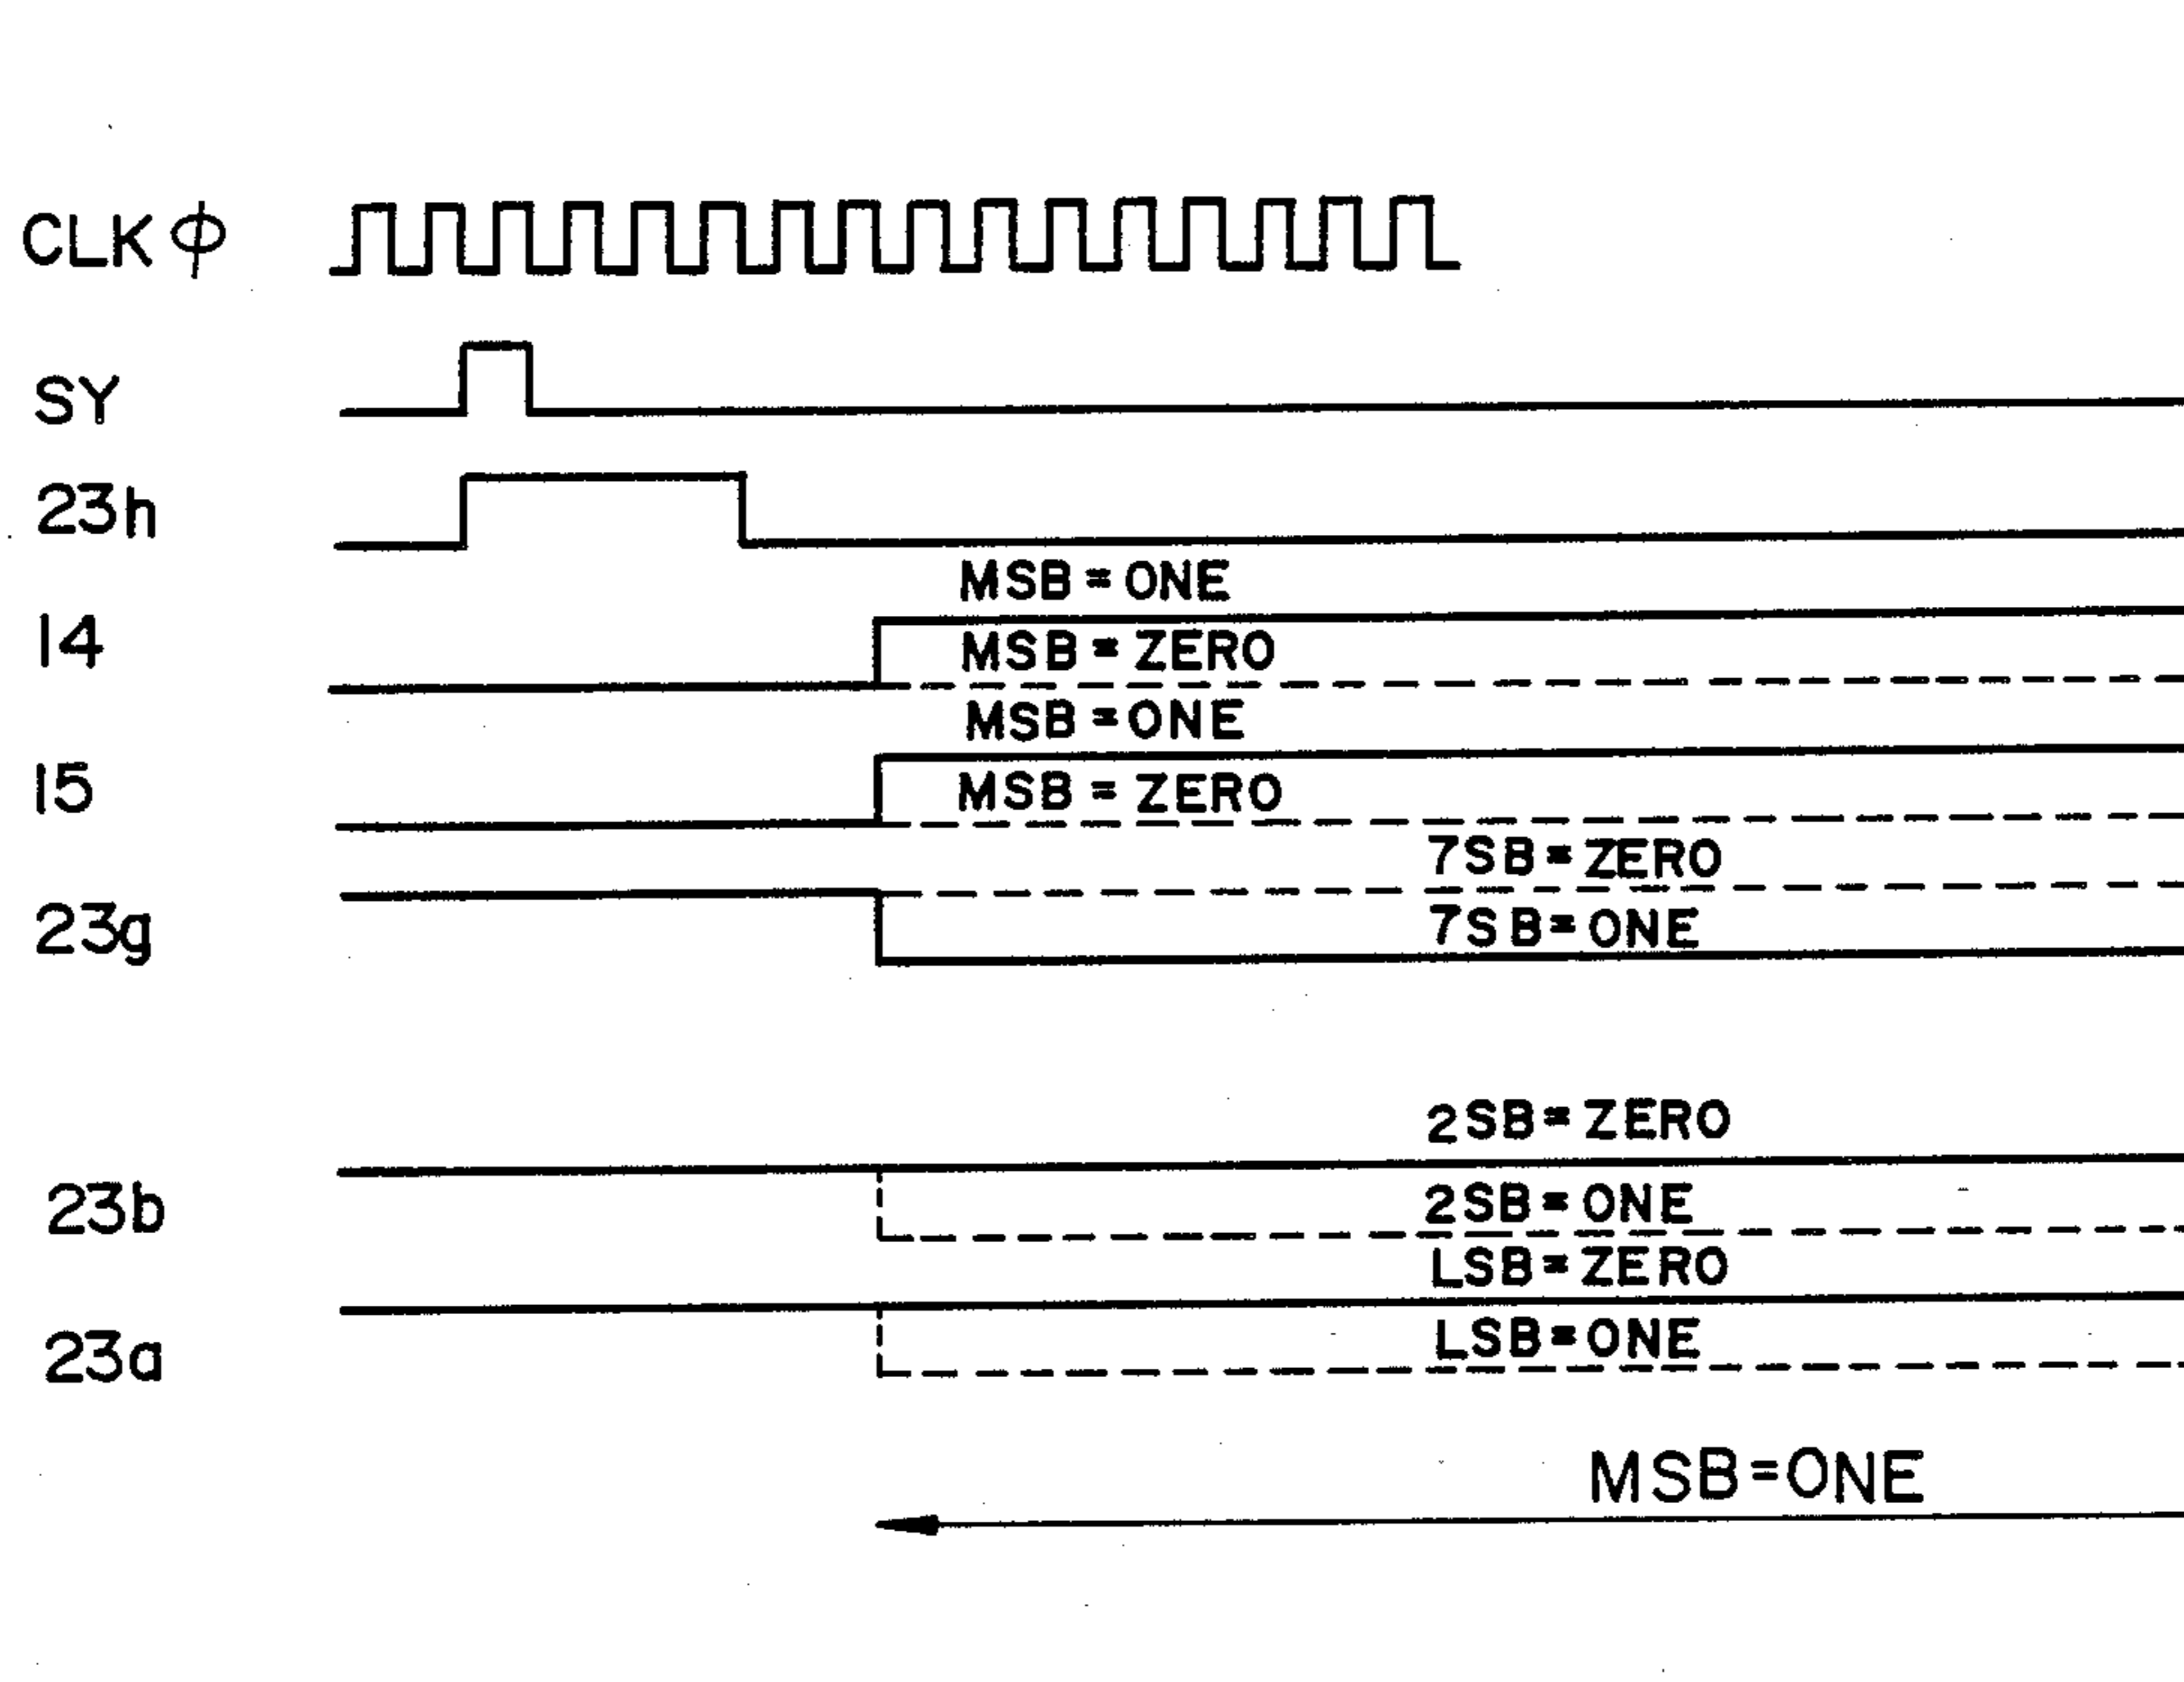 CLK ϕ
SY
23h
MSB = ONE
14
MSB = ZERO
MSB = ONE
15
MSB = ZERO
7SB = ZERO
23g
7SB = ONE
2SB = ZERO
23b
2SB = ONE
LSB = ZERO
23a
LSB = ONE
MSB = ONE